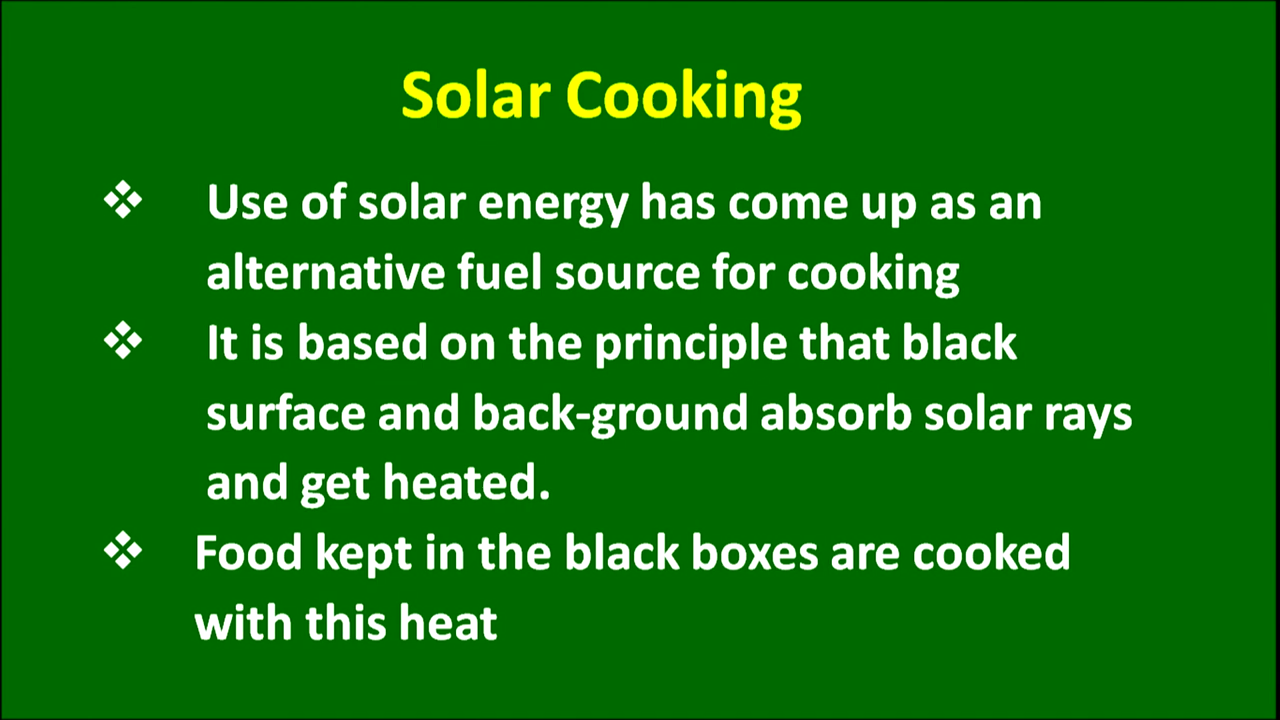 Solar Cooking
❖ Use of solar energy has come up as an
alternative fuel source for cooking
❖ It is based on the principle that black
surface and back-ground absorb solar rays
and get heated.
❖ Food kept in the black boxes are cooked
with this heat